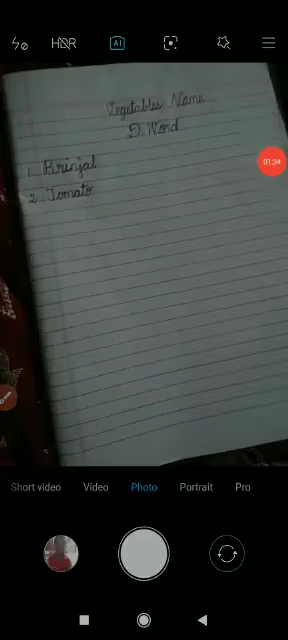 HDR
AI
Vegetables Name
D. Word
01:34
1. Brinjal
2. Tomato
Short video Video Photo Portrait Pro